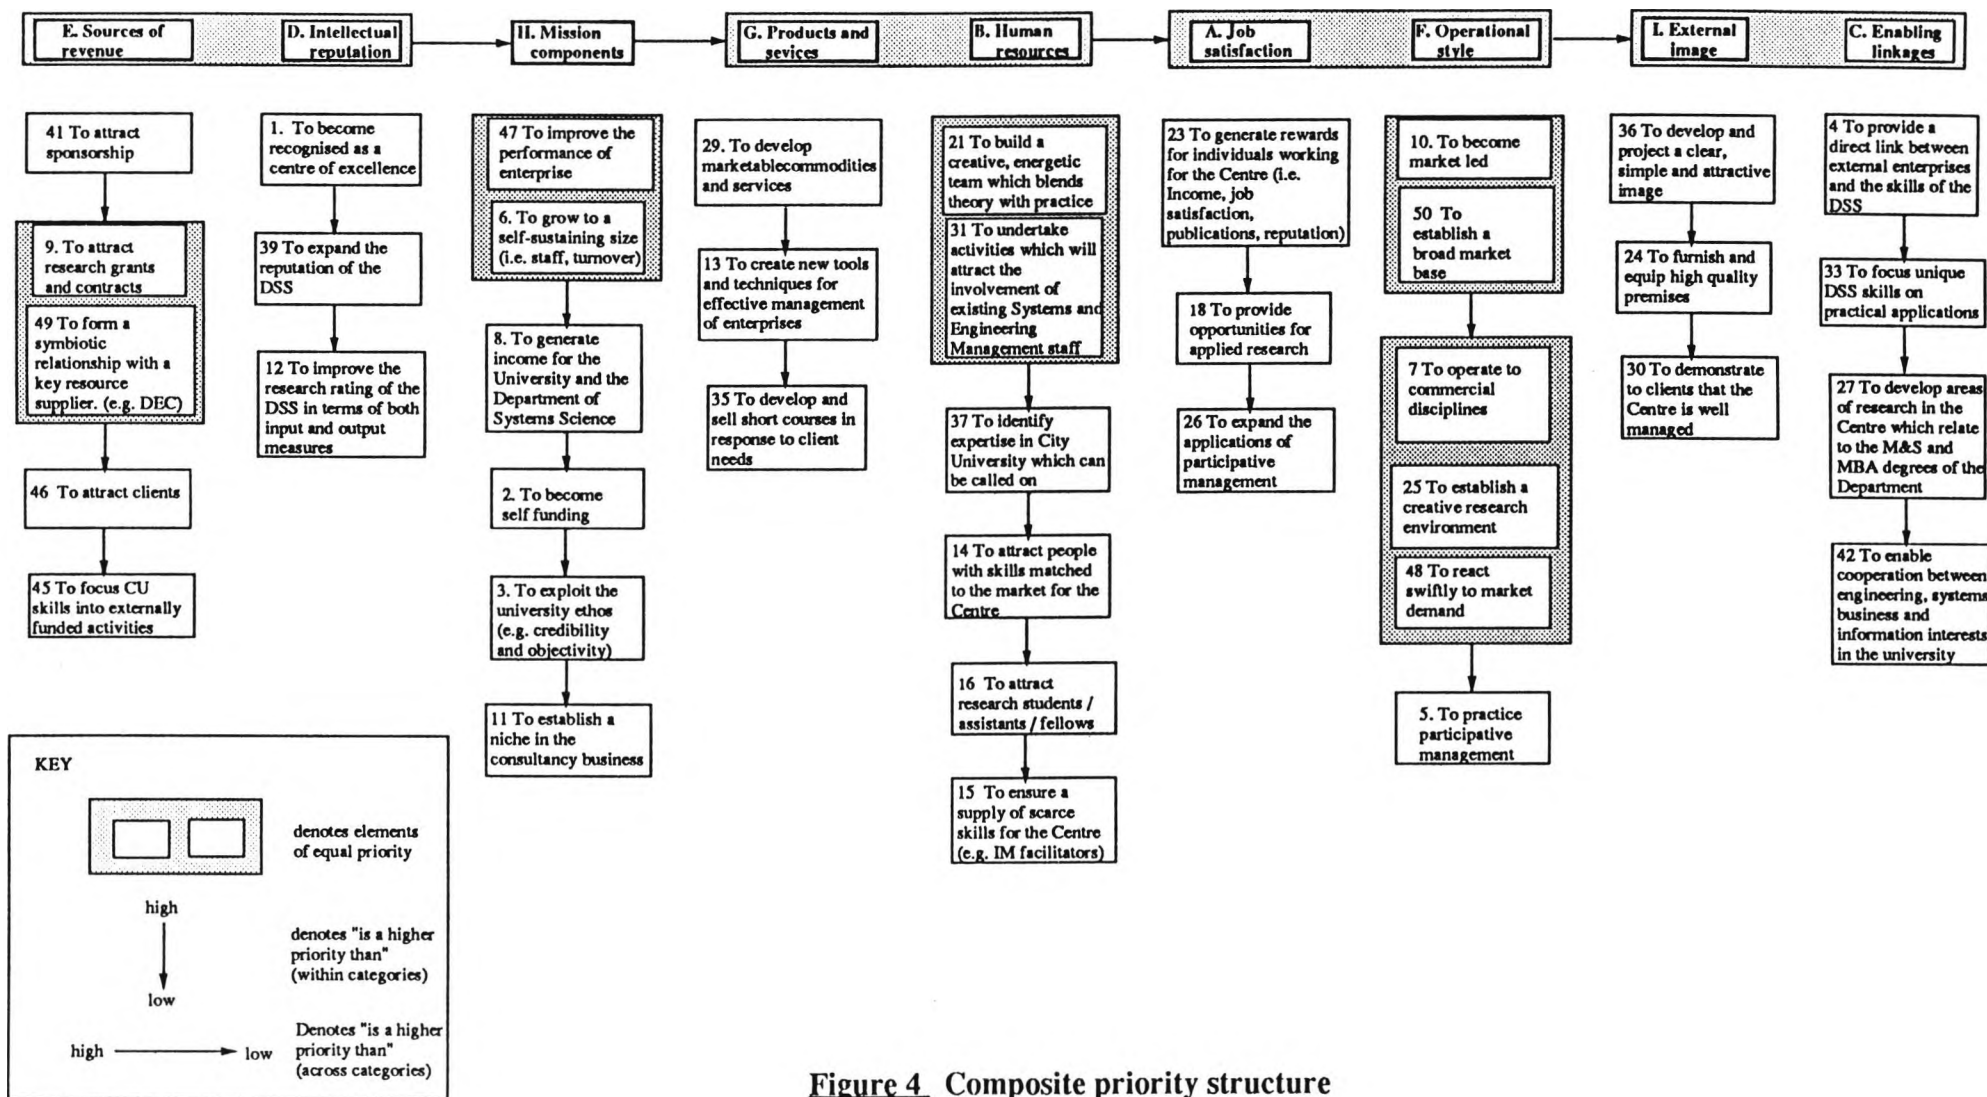 E. Sources of
revenue
D. Intellectual
reputation
H. Mission
components
G. Products and
sevices
B. Human
resources
A. Job
satisfaction
F. Operational
style
I. External
image
C. Enabling
linkages
41 To attract
sponsorship
9. To attract
research grants
and contracts
49 To form a
symbiotic
relationship with a
key resource
supplier. (e.g. DEC)
46 To attract clients
45 To focus CU
skills into externally
funded activities
1. To become
recognised as a
centre of excellence
39 To expand the
reputation of the
DSS
12 To improve the
research rating of the
DSS in terms of both
input and output
measures
47 To improve the
performance of
enterprise
6. To grow to a
self-sustaining size
(i.e. staff, turnover)
8. To generate
income for the
University and the
Department of
Systems Science
2. To become
self funding
3. To exploit the
university ethos
(e.g. credibility
and objectivity)
11 To establish a
niche in the
consultancy business
29. To develop
marketablecommodities
and services
13 To create new tools
and techniques for
effective management
of enterprises
35 To develop and
sell short courses in
response to client
needs
21 To build a
creative, energetic
team which blends
theory with practice
31 To undertake
activities which will
attract the
involvement of
existing Systems and
Engineering
Management staff
37 To identify
expertise in City
University which can
be called on
14 To attract people
with skills matched
to the market for the
Centre
16 To attract
research students /
assistants / fellows
15 To ensure a
supply of scarce
skills for the Centre
(e.g. IM facilitators)
23 To generate rewards
for individuals working
for the Centre (i.e.
Income, job
satisfaction,
publications, reputation)
18 To provide
opportunities for
applied research
26 To expand the
applications of
participative
management
10. To become
market led
50 To
establish a
broad market
base
7 To operate to
commercial
disciplines
25 To establish a
creative research
environment
48 To react
swiftly to market
demand
5. To practice
participative
management
36 To develop and
project a clear,
simple and attractive
image
24 To furnish and
equip high quality
premises
30 To demonstrate
to clients that the
Centre is well
managed
4 To provide a
direct link between
external enterprises
and the skills of the
DSS
33 To focus unique
DSS skills on
practical applications
27 To develop areas
of research in the
Centre which relate
to the M&S and
MBA degrees of the
Department
42 To enable
cooperation between
engineering, systems
business and
information interests
in the university
KEY
denotes elements
of equal priority
high
denotes "is a higher
priority than"
(within categories)
low
high
low
Denotes "is a higher
priority than"
(across categories)
Figure 4 Composite priority structure